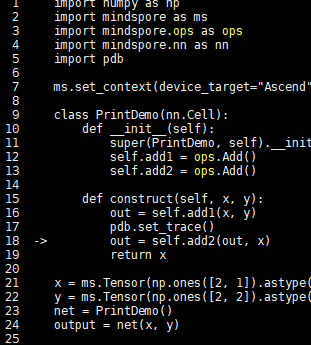 1 import numpy as np
2 import mindspore as ms
3 import mindspore.ops as ops
4 import mindspore.nn as nn
5 import pdb
6
7 ms.set_context(device_target="Ascend"
8
9 class PrintDemo(nn.Cell):
10 def __init__(self):
11 super(PrintDemo, self).__init
12 self.add1 = ops.Add()
13 self.add2 = ops.Add()
14
15 def construct(self, x, y):
16 out = self.add1(x, y)
17 pdb.set_trace()
18 -> out = self.add2(out, x)
19 return x
20
21 x = ms.Tensor(np.ones([2, 1]).astype(
22 y = ms.Tensor(np.ones([2, 2]).astype(
23 net = PrintDemo()
24 output = net(x, y)
25